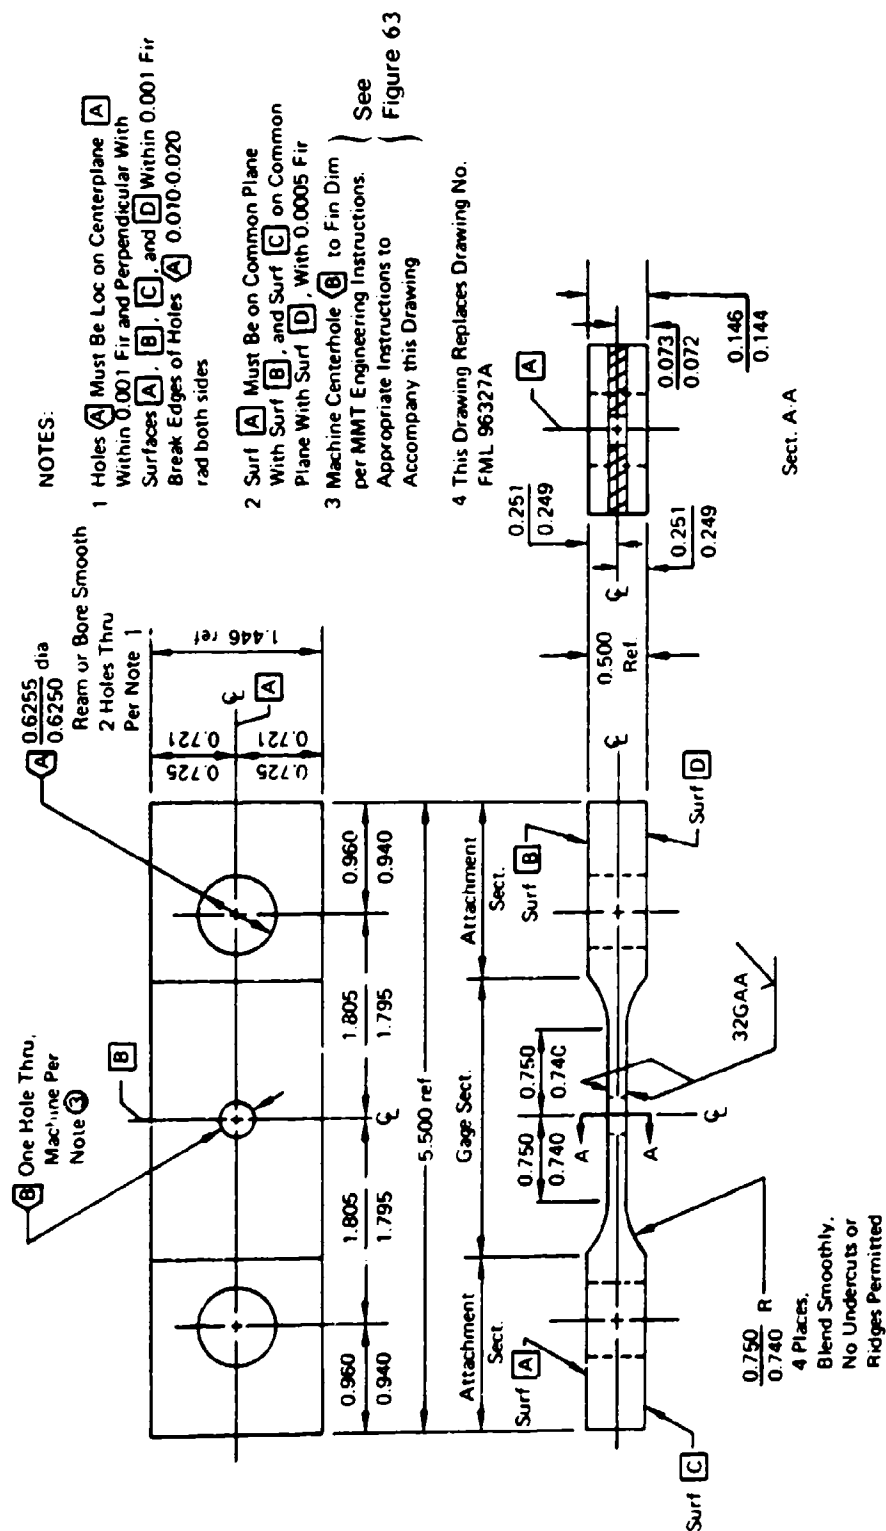 NOTES:
1 Holes A Must Be Loc on Centerplane A
Within 0.001 Fir and Perpendicular With
Surfaces A, B, C, and D Within 0.001 Fir
Break Edges of Holes A 0.010-0.020
rad both sides
2 Surf A Must Be on Common Plane
With Surf B, and Surf C on Common
Plane With Surf D, With 0.0005 Fir
3 Machine Centerhole B to Fin Dim
per MMT Engineering Instructions.
Appropriate Instructions to
Accompany this Drawing
See
Figure 63
4 This Drawing Replaces Drawing No.
FML 96327A
B One Hole Thru,
Machine Per
Note 3
B
A 0.6255 dia
0.6250
Ream or Bore Smooth
2 Holes Thru
Per Note 1
1.446 ref
0.725 0.725
0.721 0.721
℄
A
0.960
0.940
1.805
1.795
℄
1.805
1.795
0.960
0.940
5.500 ref
Attachment
Sect.
Gage Sect.
Attachment
Sect.
Surf A
Surf B
Surf C
Surf D
0.750
0.740
0.750
0.74C
A
A
℄
32GAA
0.750 R
0.740
4 Places,
Blend Smoothly.
No Undercuts or
Ridges Permitted
℄
0.500
Ref.
℄
0.251
0.249
0.251
0.249
A
0.073
0.072
0.146
0.144
Sect. A-A